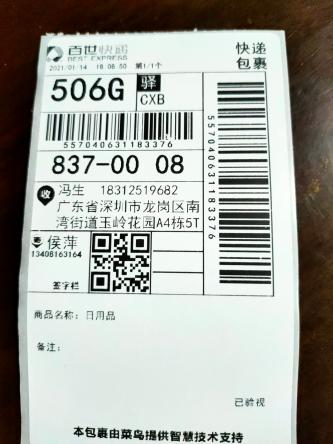 百世快递
BEST EXPRESS
快递
包裹
2021/01/14 18:08:50 第1/1个
506G 驿
CXB
557040631183376
837-00 08
557040631183376
收 冯生 18312519682
广东省深圳市龙岗区南
湾街道玉岭花园A4栋5T
侯萍
13408163164
签字栏
商品名称：日用品
备注：
已验视
本包裹由菜鸟提供智慧技术支持